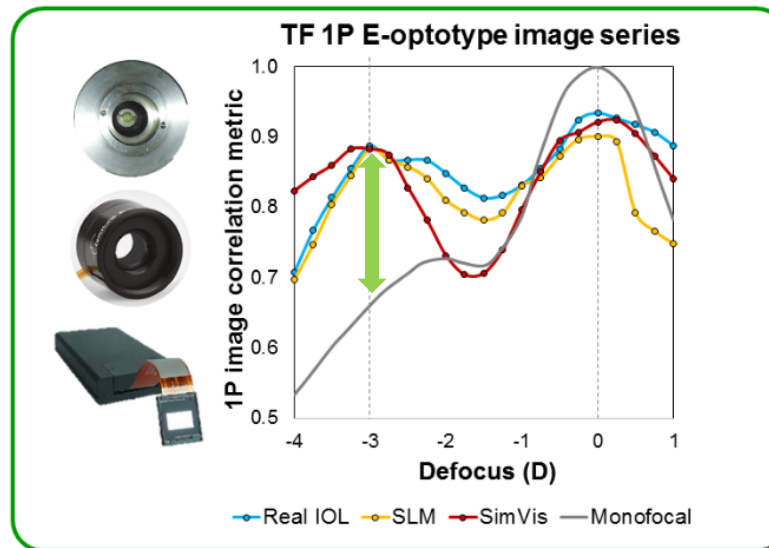 TF 1P E-optotype image series
1P image correlation metric
1.0
0.9
0.8
0.7
0.6
0.5
-4
-3
-2
-1
0
1
Defocus (D)
Real IOL
SLM
SimVis
Monofocal